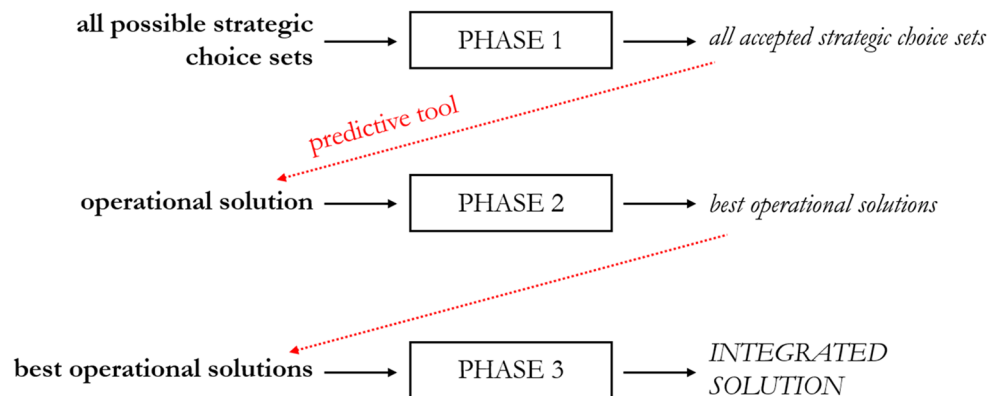 all possible strategic
choice sets
PHASE 1
all accepted strategic choice sets
predictive tool
operational solution
PHASE 2
best operational solutions
best operational solutions
PHASE 3
INTEGRATED
SOLUTION